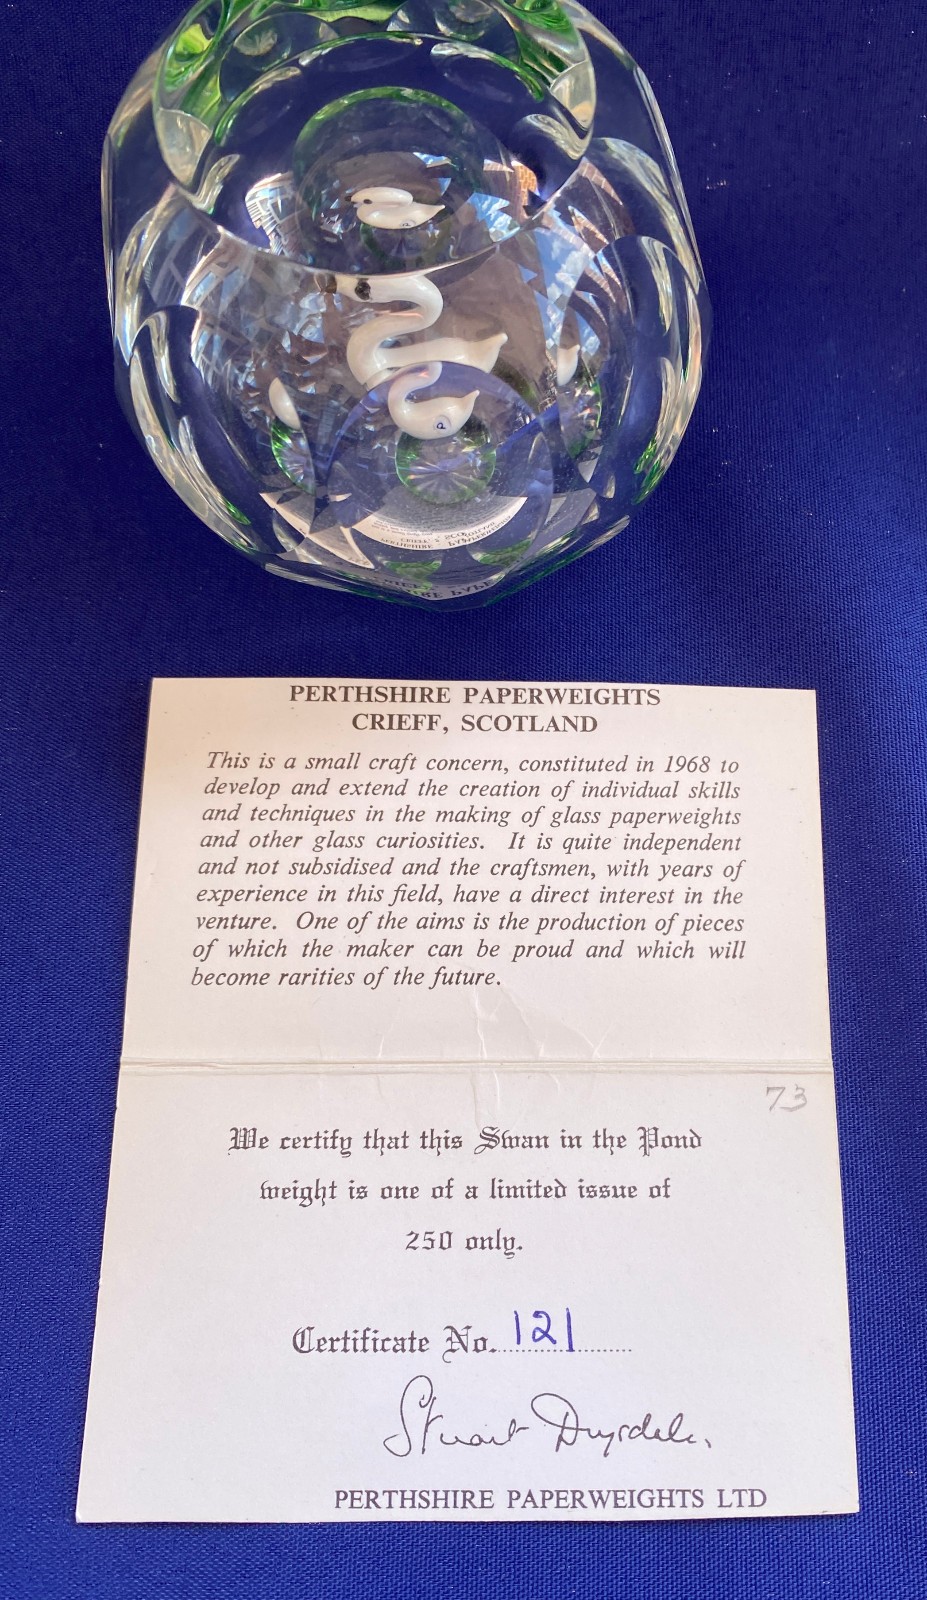 P
PERTHSHIRE PAPERWEIGHTS
CRIEFF, SCOTLAND
This is a small craft concern, constituted in 1968 to
develop and extend the creation of individual skills
and techniques in the making of glass paperweights
and other glass curiosities. It is quite independent
and not subsidised and the craftsmen, with years of
experience in this field, have a direct interest in the
venture. One of the aims is the production of pieces
of which the maker can be proud and which will
become rarities of the future.
73
We certify that this Swan in the Pond
weight is one of a limited issue of
250 only.
Certificate No. 121
Stuart Drysdale.
PERTHSHIRE PAPERWEIGHTS LTD